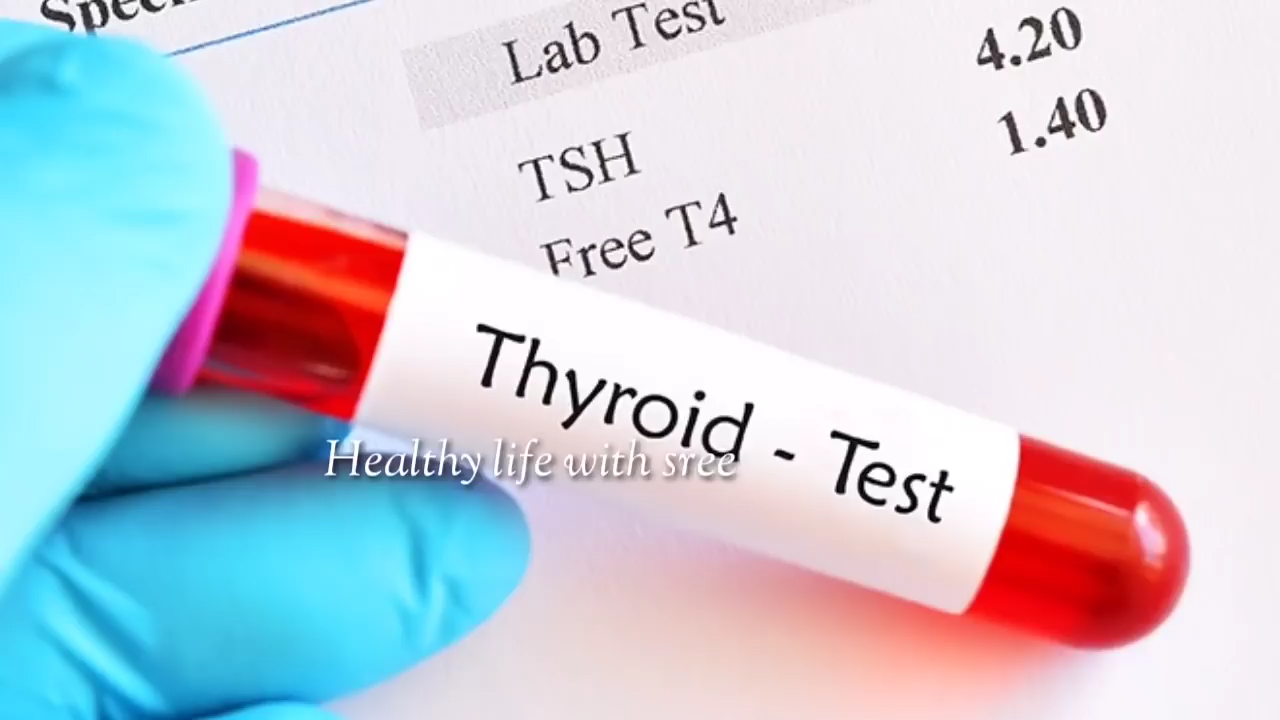 Lab Test
TSH 4.20
Free T4 1.40
Thyroid - Test
Healthy life with sree